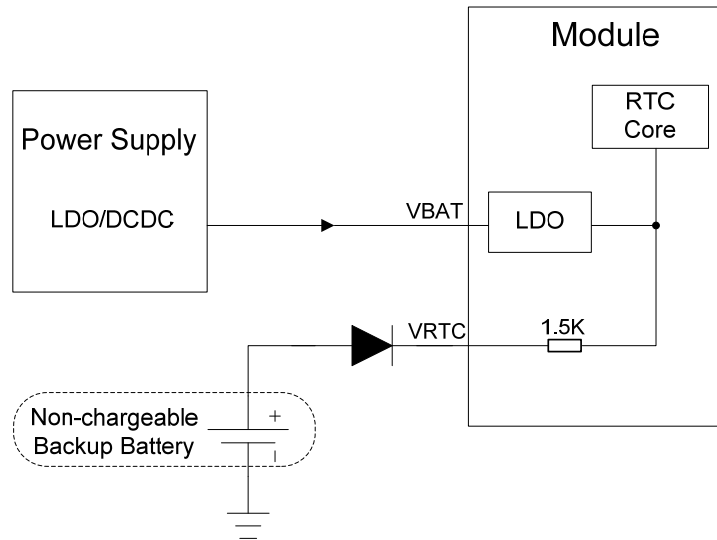 Module
RTC
Core
Power Supply
LDO/DCDC
VBAT
LDO
VRTC
1.5K
Non-chargeable
Backup Battery
+
-